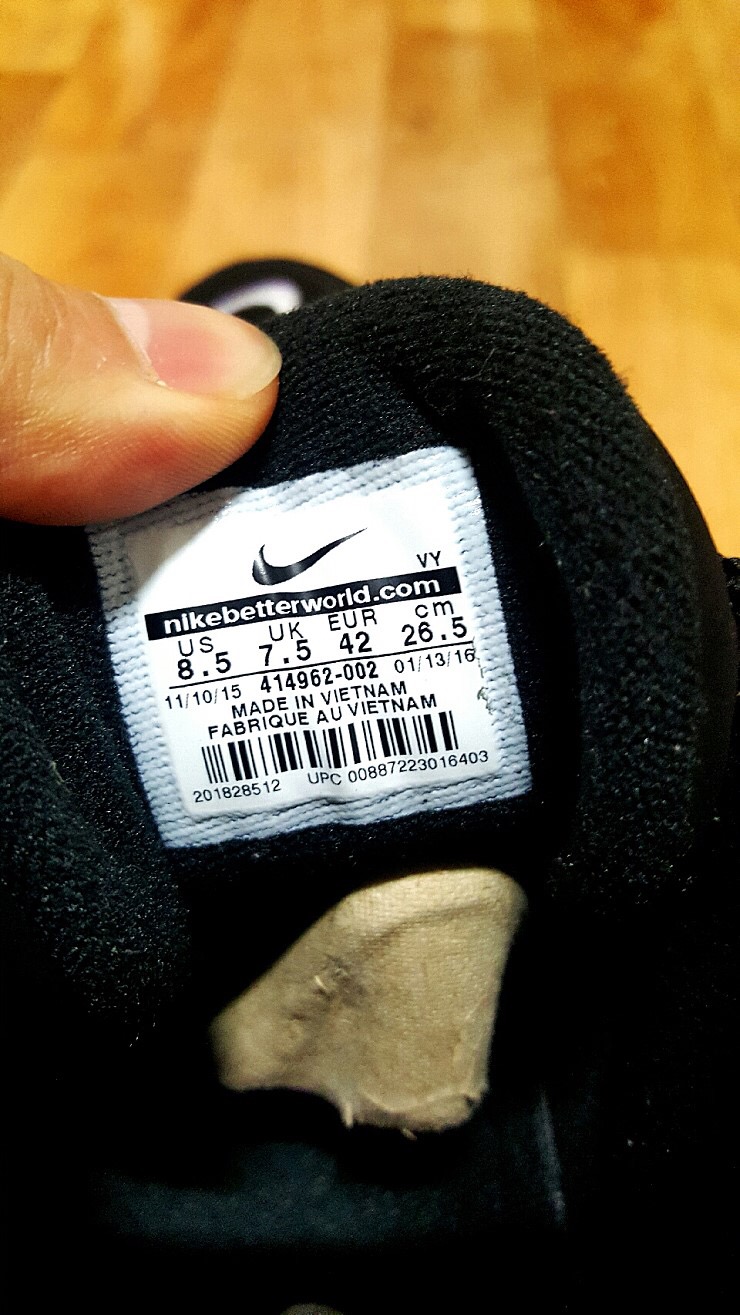 VY
nikebetterworld.com
US UK EUR cm
8.5 7.5 42 26.5
11/10/15 414962-002 01/13/16
MADE IN VIETNAM
FABRIQUE AU VIETNAM
201828512 UPC 00887223016403